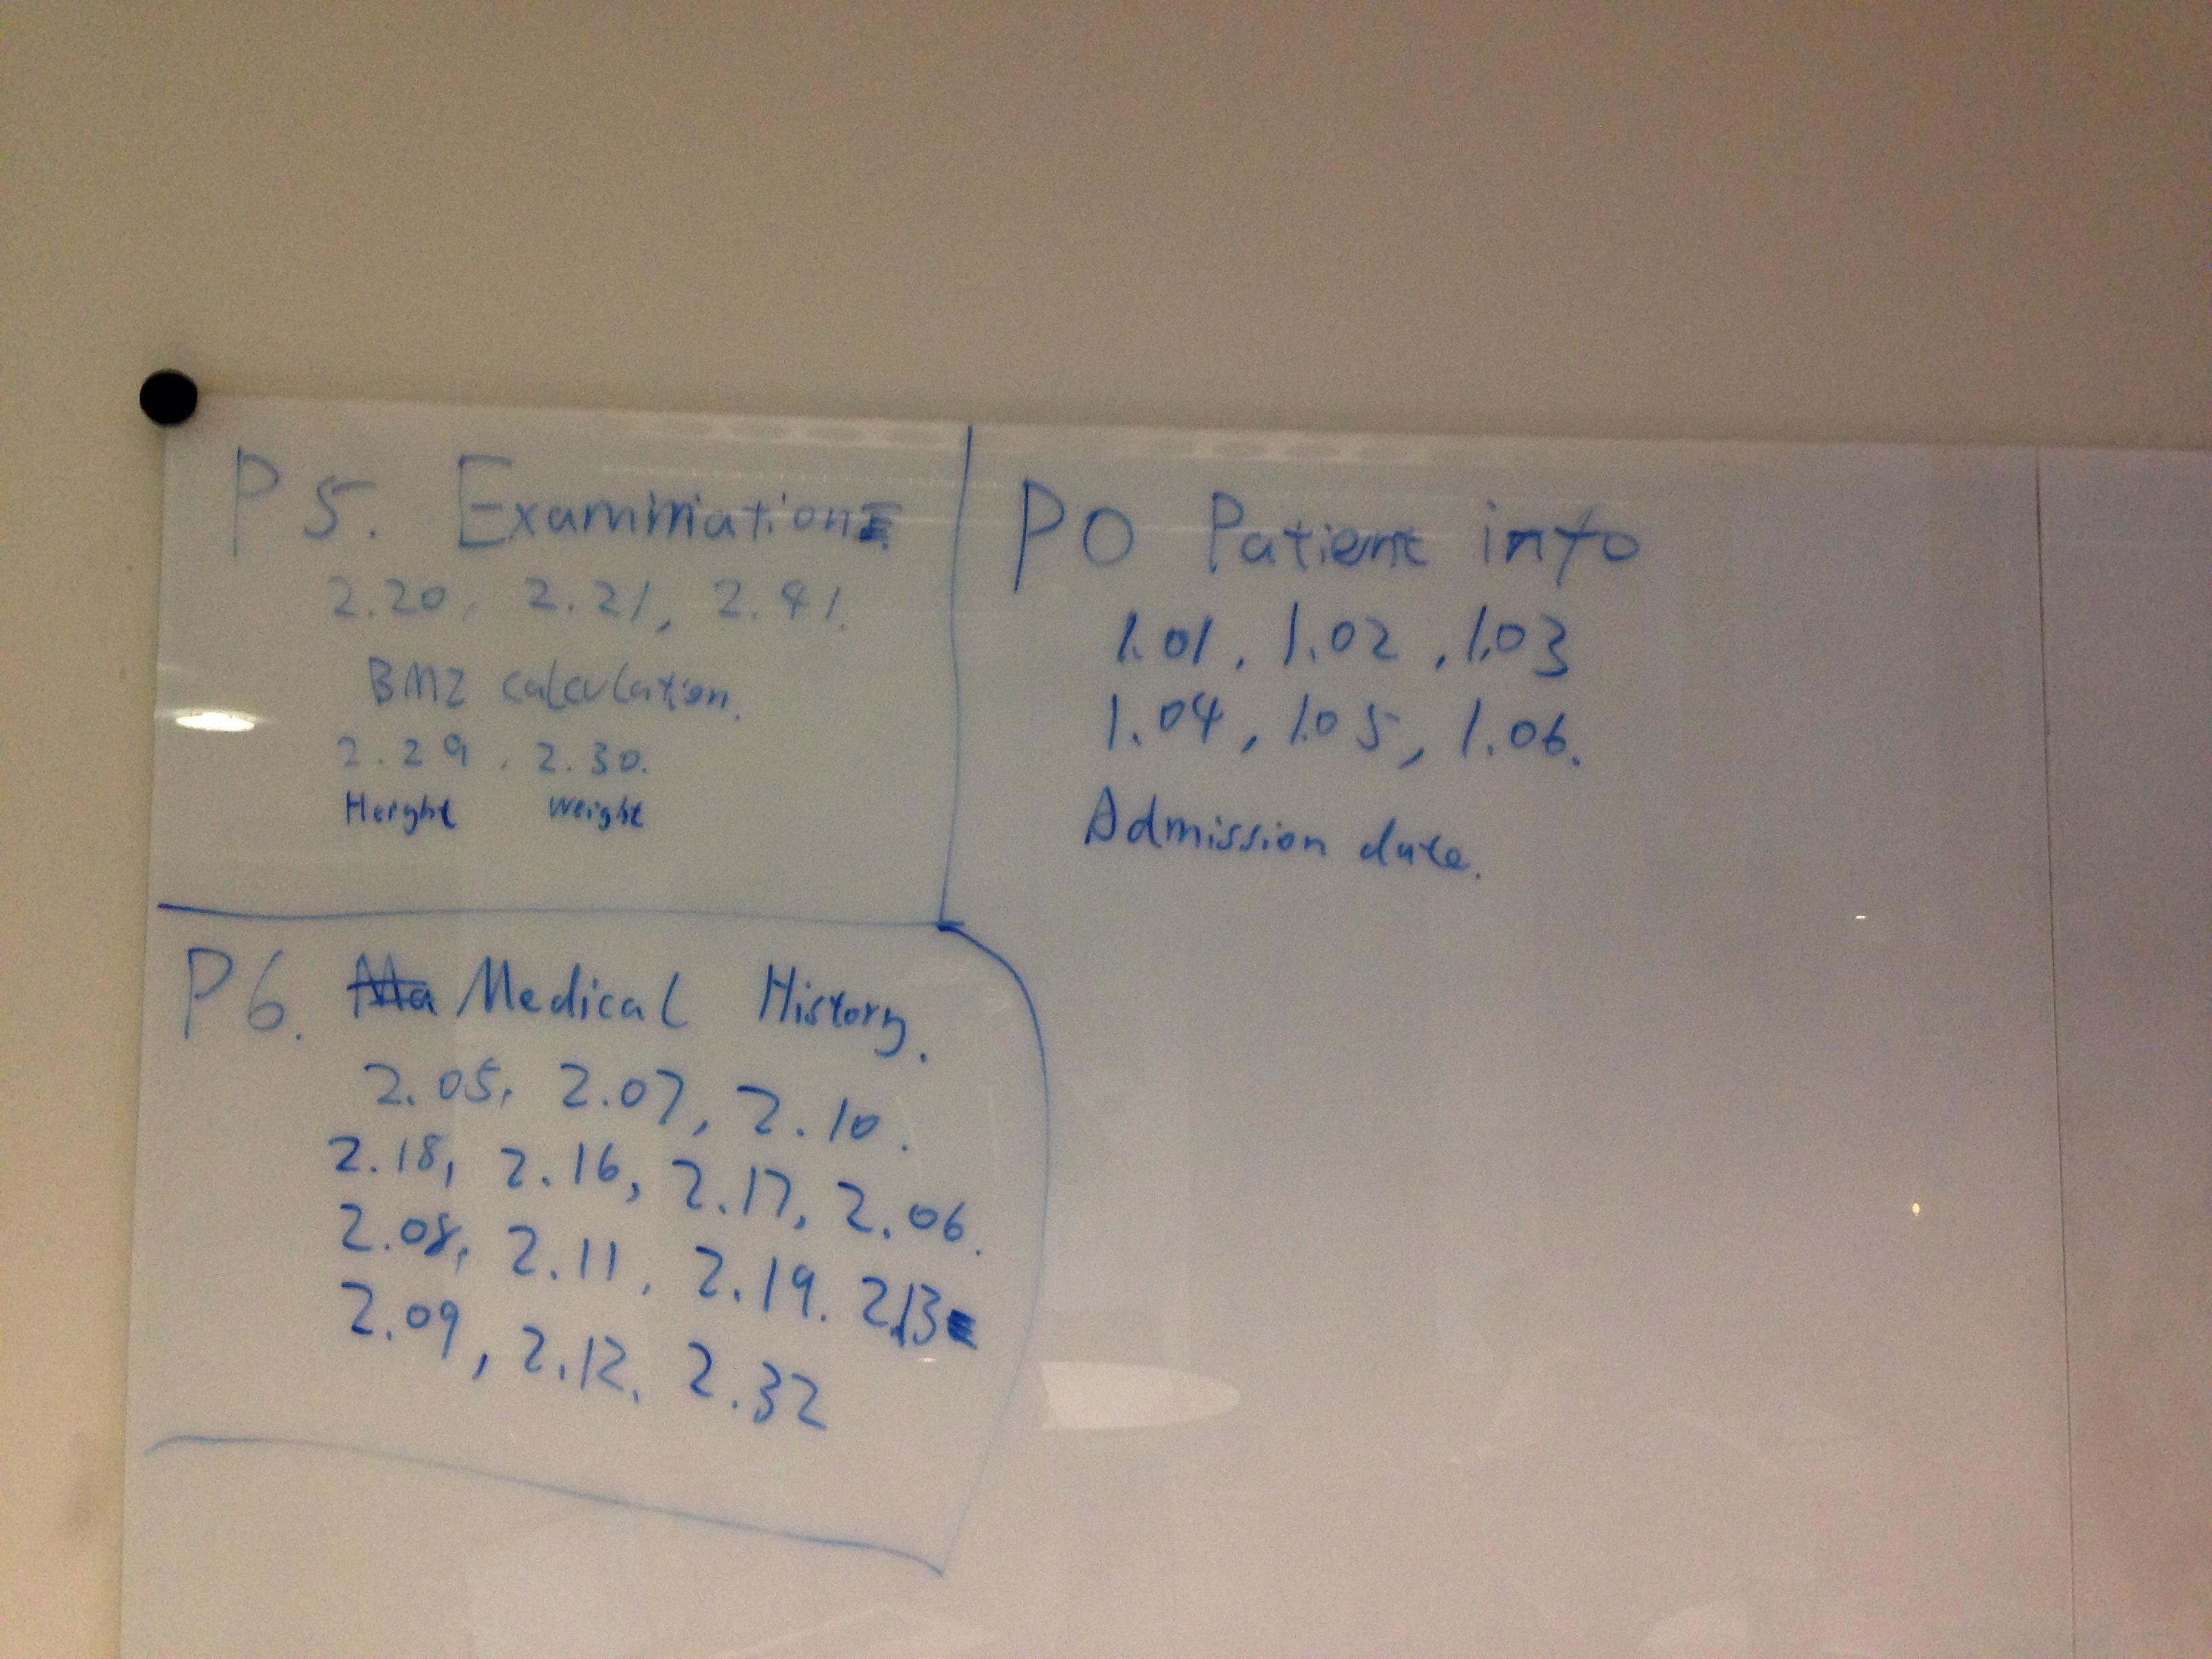 P5. Examination
2.20, 2.21, 2.41.
BMI calculation.
2.29, 2.30.
Height Weight
P0 Patient info
1.01, 1.02, 1.03
1.04, 1.05, 1.06.
Admission date.
P6. Medical History.
2.05, 2.07, 2.10.
2.18, 2.16, 2.17, 2.06.
2.08, 2.11, 2.19. 2.13
2.09, 2.12, 2.32